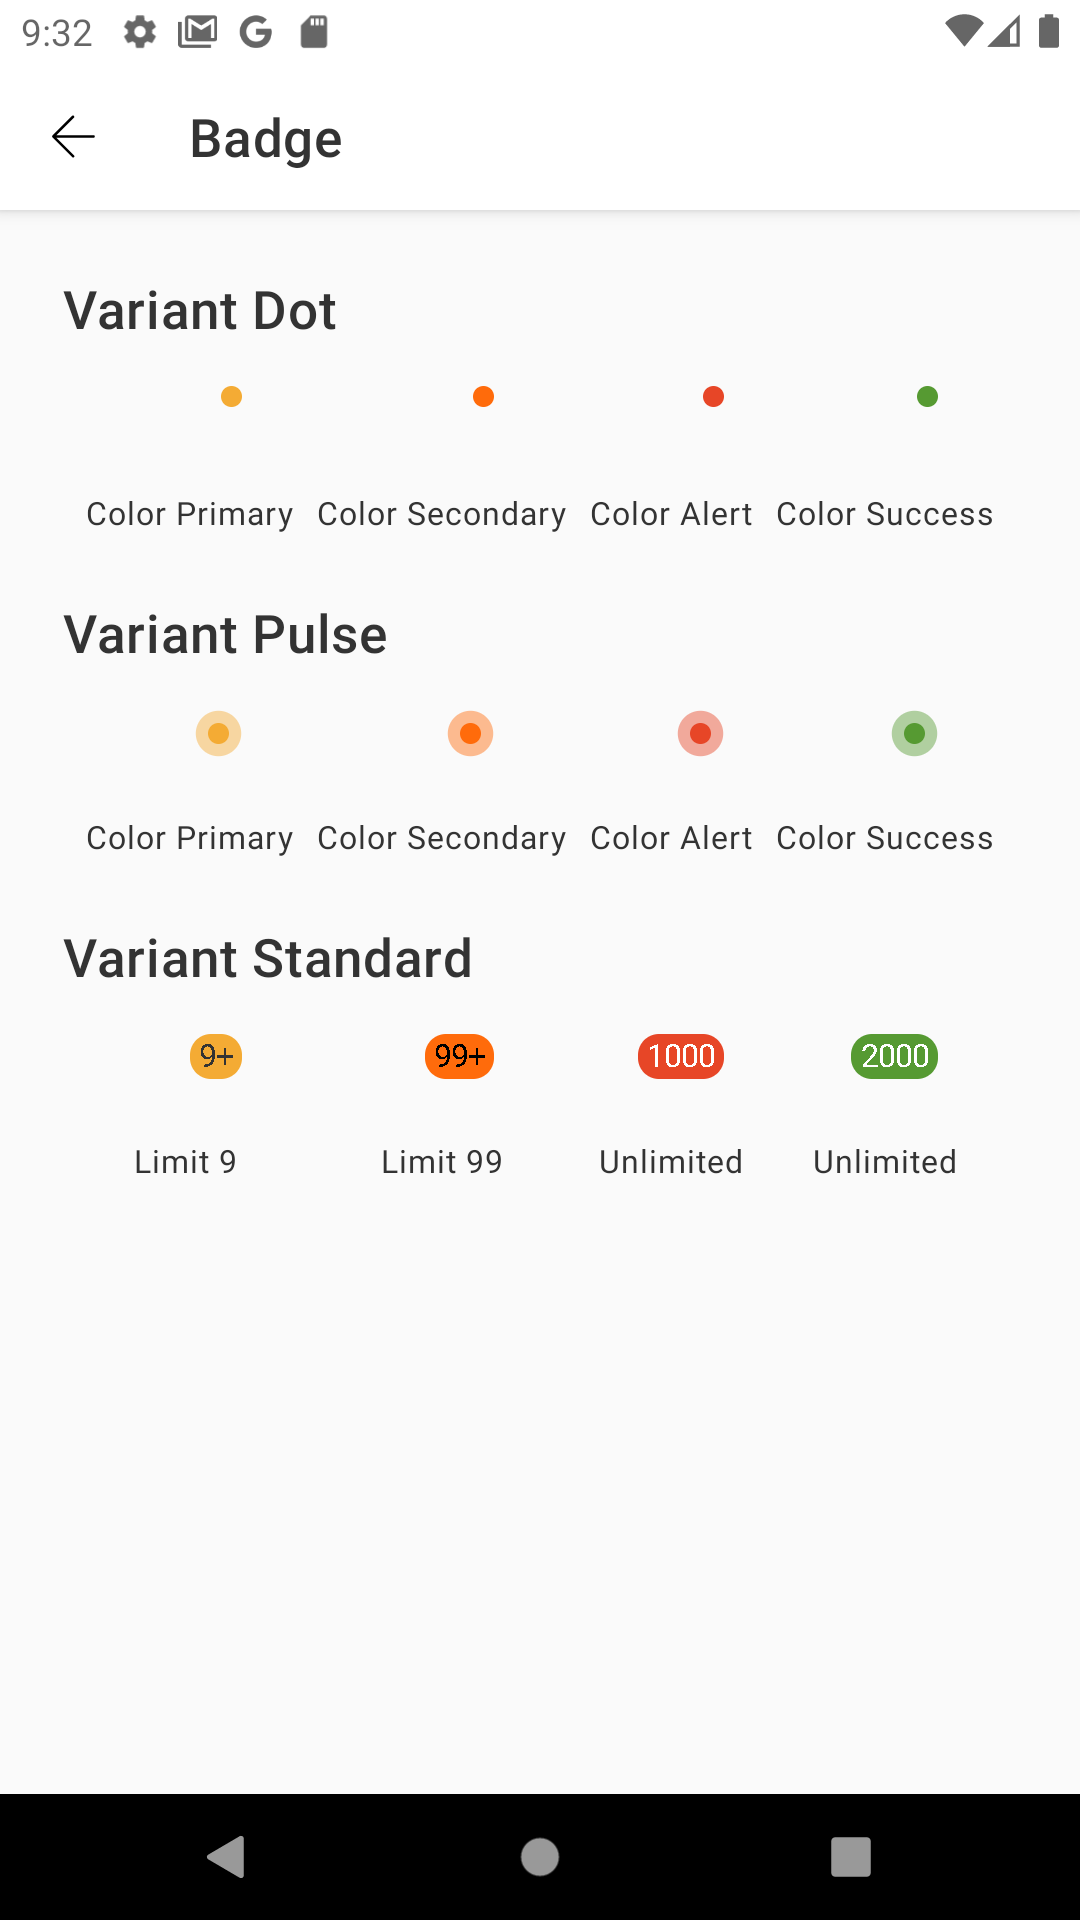 9:32
Badge
Variant Dot
Color Primary Color Secondary Color Alert Color Success
Variant Pulse
Color Primary Color Secondary Color Alert Color Success
Variant Standard
9+ 99+ 1000 2000
Limit 9 Limit 99 Unlimited Unlimited